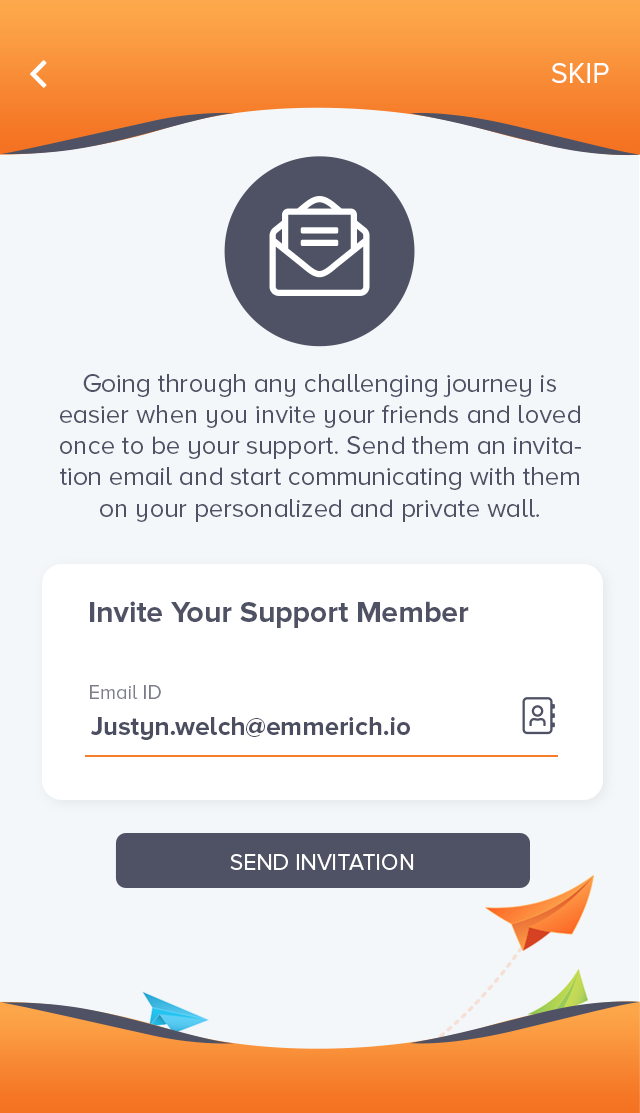 SKIP
Going through any challenging journey is
easier when you invite your friends and loved
once to be your support. Send them an invita-
tion email and start communicating with them
on your personalized and private wall.
Invite Your Support Member
Email ID
Justyn.welch@emmerich.io
SEND INVITATION